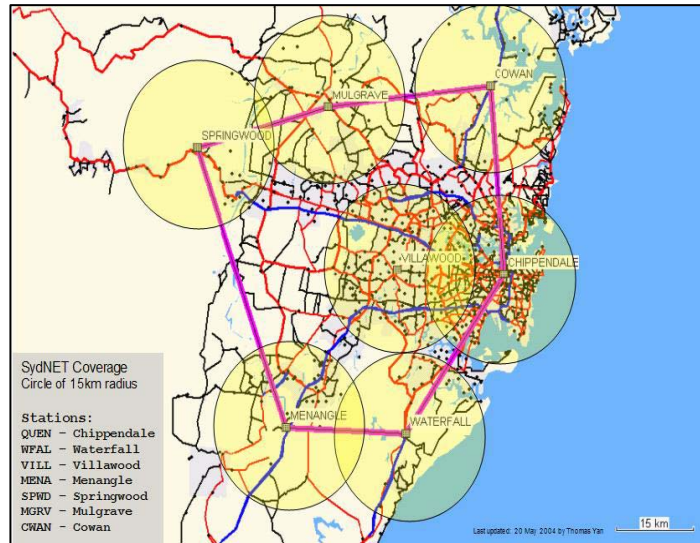 COWAN
MULGRAVE
SPRINGWOOD
VILLAWOOD
CHIPPENDALE
MENANGLE
WATERFALL
SydNET Coverage
Circle of 15km radius
Stations:
QUEN – Chippendale
WFAL – Waterfall
VILL – Villawood
MENA – Menangle
SPWD – Springwood
MGRV – Mulgrave
CWAN – Cowan
Last updated: 20 May 2004 by Thomas Yan
15 km